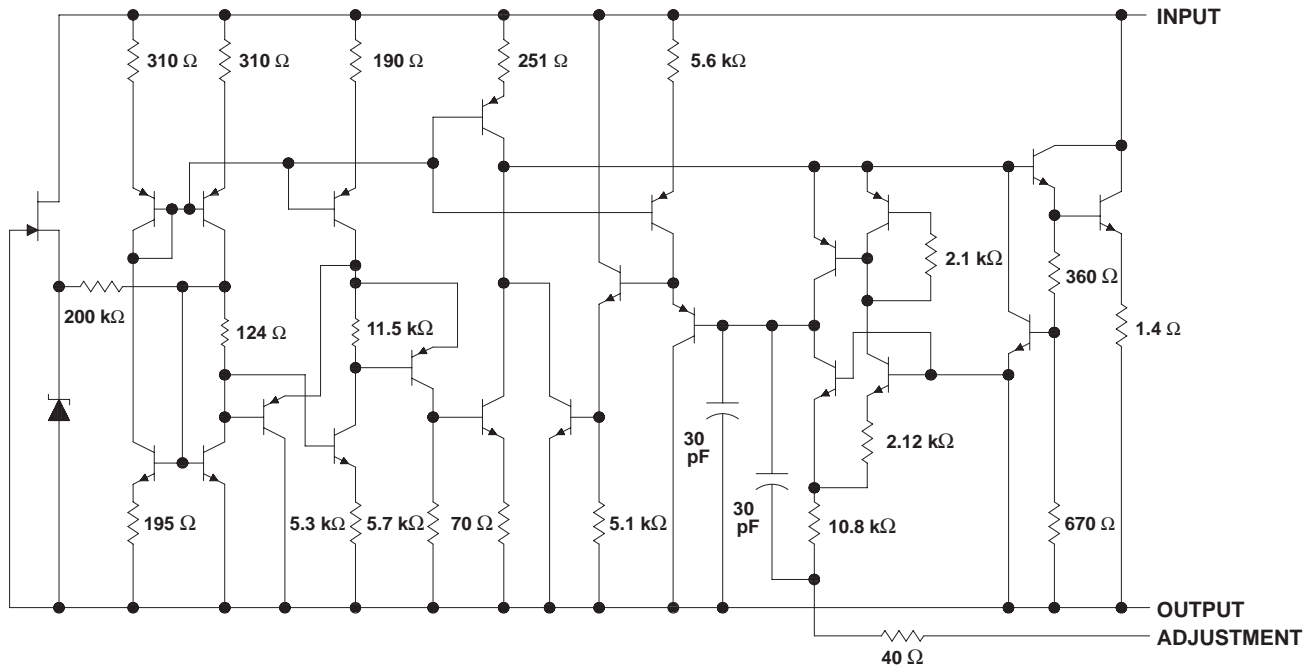 INPUT
310 Ω
310 Ω
190 Ω
251 Ω
5.6 kΩ
2.1 kΩ
360 Ω
200 kΩ
124 Ω
11.5 kΩ
1.4 Ω
30
pF
2.12 kΩ
30
pF
195 Ω
5.3 kΩ
5.7 kΩ
70 Ω
5.1 kΩ
10.8 kΩ
670 Ω
OUTPUT
ADJUSTMENT
40 Ω